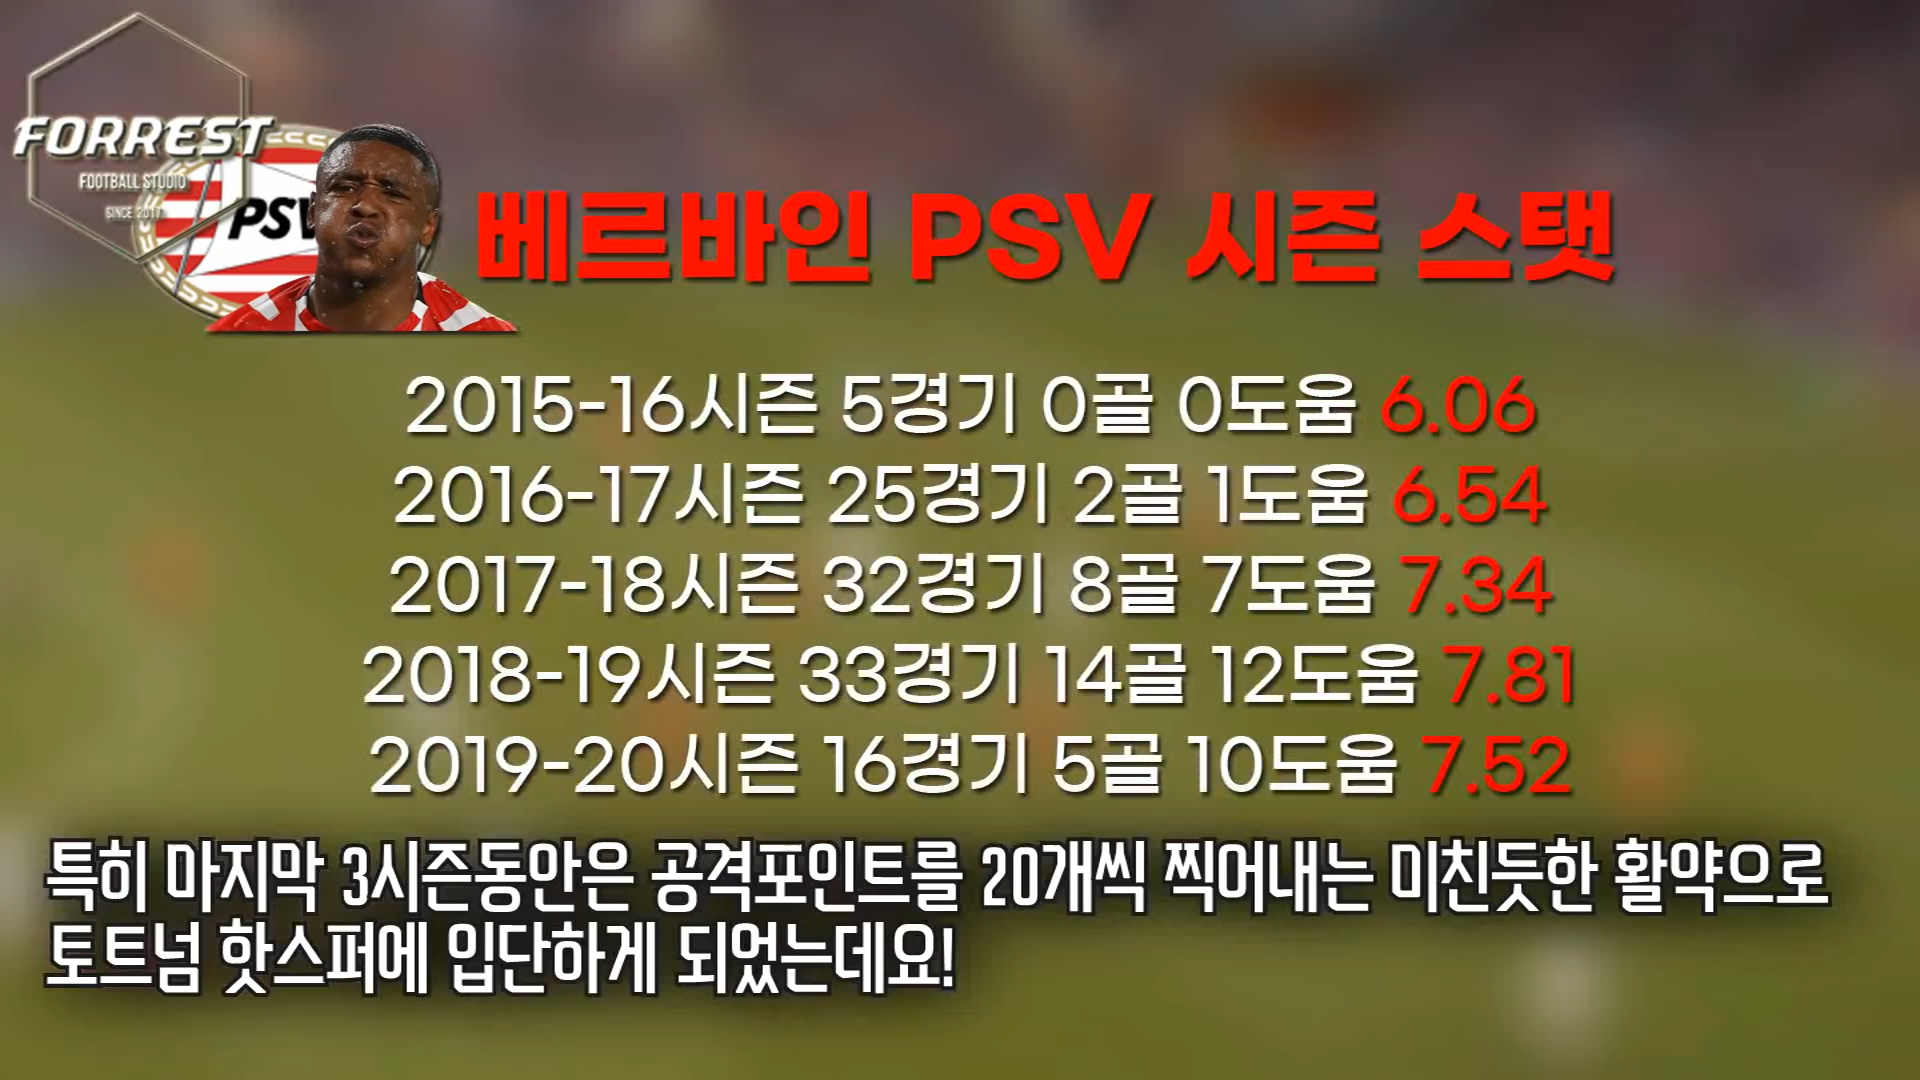 FORREST
FOOTBALL STUDIO
SINCE 2017
PSV
베르바인 PSV 시즌 스탯
2015-16시즌 5경기 0골 0도움 6.06
2016-17시즌 25경기 2골 1도움 6.54
2017-18시즌 32경기 8골 7도움 7.34
2018-19시즌 33경기 14골 12도움 7.81
2019-20시즌 16경기 5골 10도움 7.52
특히 마지막 3시즌동안은 공격포인트를 20개씩 찍어내는 미친듯한 활약으로
토트넘 핫스퍼에 입단하게 되었는데요!